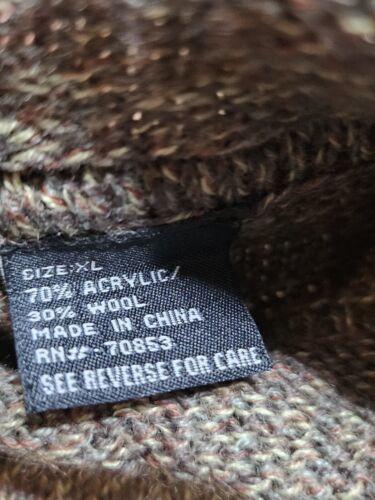 SIZE:XL
70% ACRYLIC/
30% WOOL
MADE IN CHINA
RN#-70853
SEE REVERSE FOR CARE